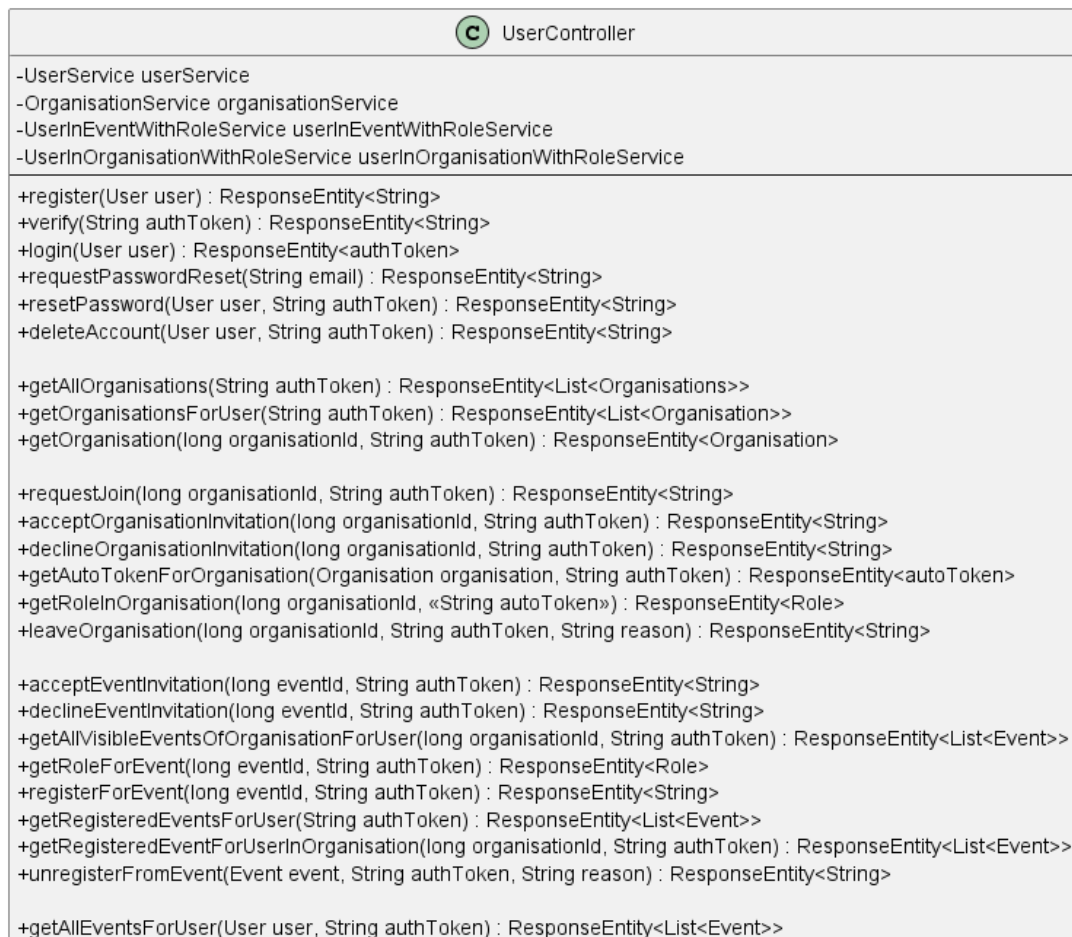 C UserController
-UserService userService
-OrganisationService organisationService
-UserInEventWithRoleService userInEventWithRoleService
-UserInOrganisationWithRoleService userInOrganisationWithRoleService
+register(User user) : ResponseEntity<String>
+verify(String authToken) : ResponseEntity<String>
+login(User user) : ResponseEntity<authToken>
+requestPasswordReset(String email) : ResponseEntity<String>
+resetPassword(User user, String authToken) : ResponseEntity<String>
+deleteAccount(User user, String authToken) : ResponseEntity<String>
+getAllOrganisations(String authToken) : ResponseEntity<List<Organisations>>
+getOrganisationsForUser(String authToken) : ResponseEntity<List<Organisation>>
+getOrganisation(long organisationId, String authToken) : ResponseEntity<Organisation>
+requestJoin(long organisationId, String authToken) : ResponseEntity<String>
+acceptOrganisationInvitation(long organisationId, String authToken) : ResponseEntity<String>
+declineOrganisationInvitation(long organisationId, String authToken) : ResponseEntity<String>
+getAutoTokenForOrganisation(Organisation organisation, String authToken) : ResponseEntity<autoToken>
+getRoleInOrganisation(long organisationId, «String autoToken») : ResponseEntity<Role>
+leaveOrganisation(long organisationId, String authToken, String reason) : ResponseEntity<String>
+acceptEventInvitation(long eventId, String authToken) : ResponseEntity<String>
+declineEventInvitation(long eventId, String authToken) : ResponseEntity<String>
+getAllVisibleEventsOfOrganisationForUser(long organisationId, String authToken) : ResponseEntity<List<Event>>
+getRoleForEvent(long eventId, String authToken) : ResponseEntity<Role>
+registerForEvent(long eventId, String authToken) : ResponseEntity<String>
+getRegisteredEventsForUser(String authToken) : ResponseEntity<List<Event>>
+getRegisteredEventForUserInOrganisation(long organisationId, String authToken) : ResponseEntity<List<Event>>
+unregisterFromEvent(Event event, String authToken, String reason) : ResponseEntity<String>
+getAllEventsForUser(User user, String authToken) : ResponseEntity<List<Event>>